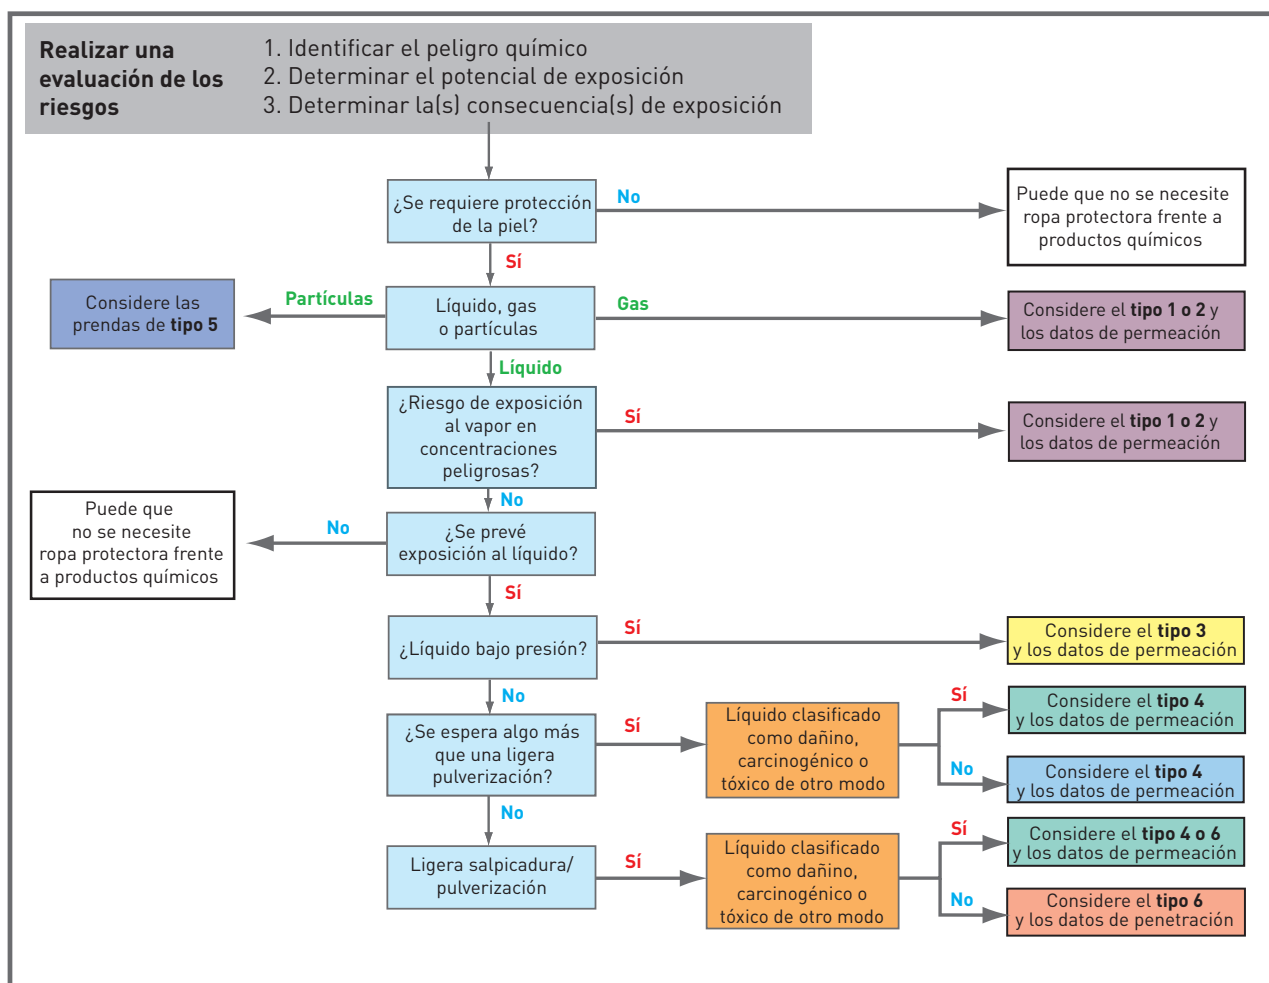 Realizar una
evaluación de los
riesgos
1. Identificar el peligro químico
2. Determinar el potencial de exposición
3. Determinar la(s) consecuencia(s) de exposición
¿Se requiere protección
de la piel?
No
Puede que no se necesite
ropa protectora frente a
productos químicos
Sí
Considere las
prendas de tipo 5
Partículas
Líquido, gas
o partículas
Gas
Considere el tipo 1 o 2 y
los datos de permeación
Líquido
¿Riesgo de exposición
al vapor en
concentraciones
peligrosas?
Sí
Considere el tipo 1 o 2 y
los datos de permeación
No
Puede que
no se necesite
ropa protectora frente
a productos químicos
No
¿Se prevé
exposición al líquido?
Sí
¿Líquido bajo presión?
Sí
Considere el tipo 3
y los datos de permeación
No
¿Se espera algo más
que una ligera
pulverización?
Sí
Líquido clasificado
como dañino,
carcinogénico o
tóxico de otro modo
Sí
Considere el tipo 4
y los datos de permeación
No
Considere el tipo 4
y los datos de permeación
No
Ligera salpicadura/
pulverización
Sí
Líquido clasificado
como dañino,
carcinogénico o
tóxico de otro modo
Sí
Considere el tipo 4 o 6
y los datos de permeación
No
Considere el tipo 6
y los datos de penetración